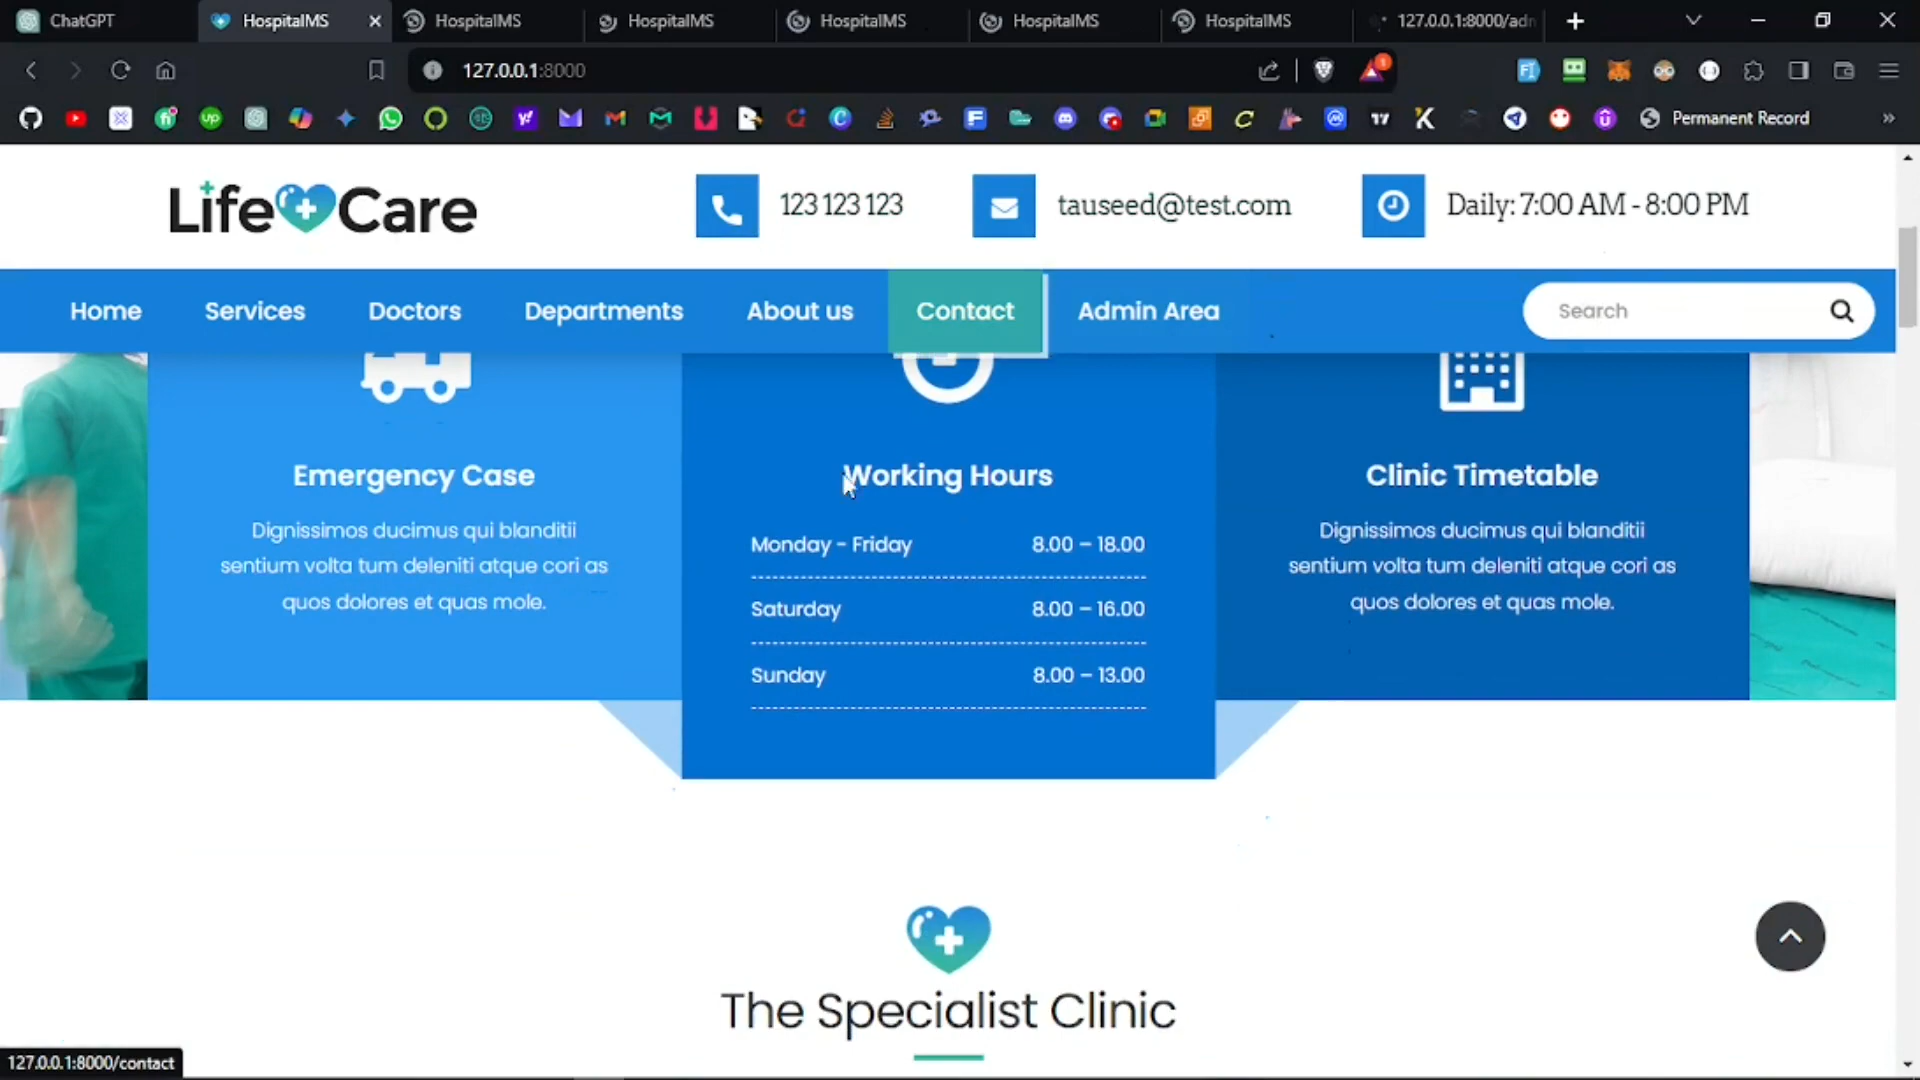 ChatGPT
HospitalMS
HospitalMS
HospitalMS
HospitalMS
HospitalMS
HospitalMS
127.0.0.1:8000/adn
127.0.0.1:8000
Permanent Record
Life Care
123 123 123
tauseed@test.com
Daily: 7:00 AM - 8:00 PM
Home
Services
Doctors
Departments
About us
Contact
Admin Area
Search
Emergency Case
Dignissimos ducimus qui blanditii
sentium volta tum deleniti atque cori as
quos dolores et quas mole.
Working Hours
Monday - Friday 8.00 – 18.00
Saturday 8.00 – 16.00
Sunday 8.00 – 13.00
Clinic Timetable
Dignissimos ducimus qui blanditii
sentium volta tum deleniti atque cori as
quos dolores et quas mole.
The Specialist Clinic
127.0.0.1:8000/contact